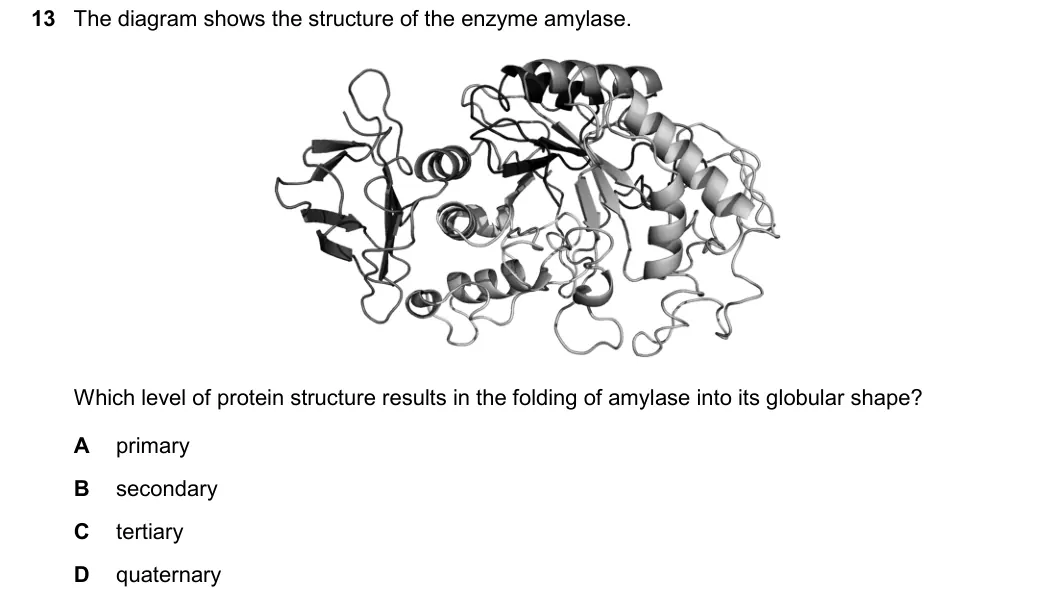 13 The diagram shows the structure of the enzyme amylase.
Which level of protein structure results in the folding of amylase into its globular shape?
A primary
B secondary
C tertiary
D quaternary